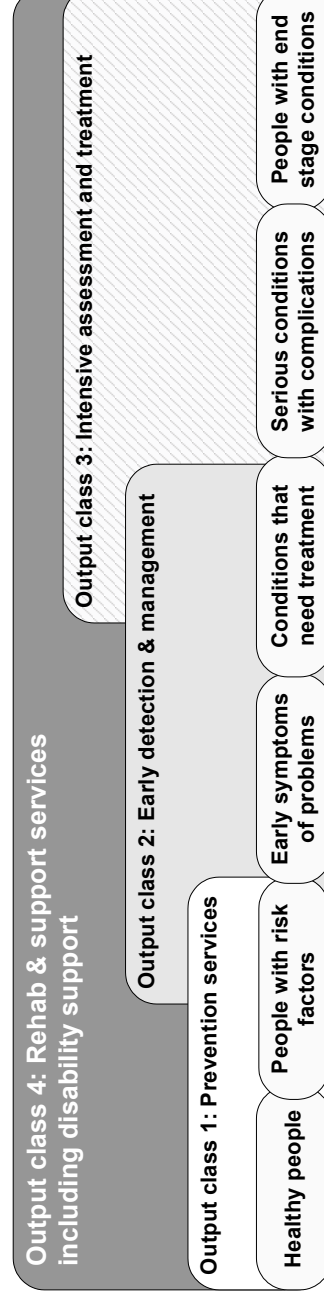 Output class 4: Rehab & support services
including disability support
Output class 3: Intensive assessment and treatment
Output class 2: Early detection & management
Output class 1: Prevention services
Healthy people
People with risk
factors
Early symptoms
of problems
Conditions that
need treatment
Serious conditions
with complications
People with end
stage conditions